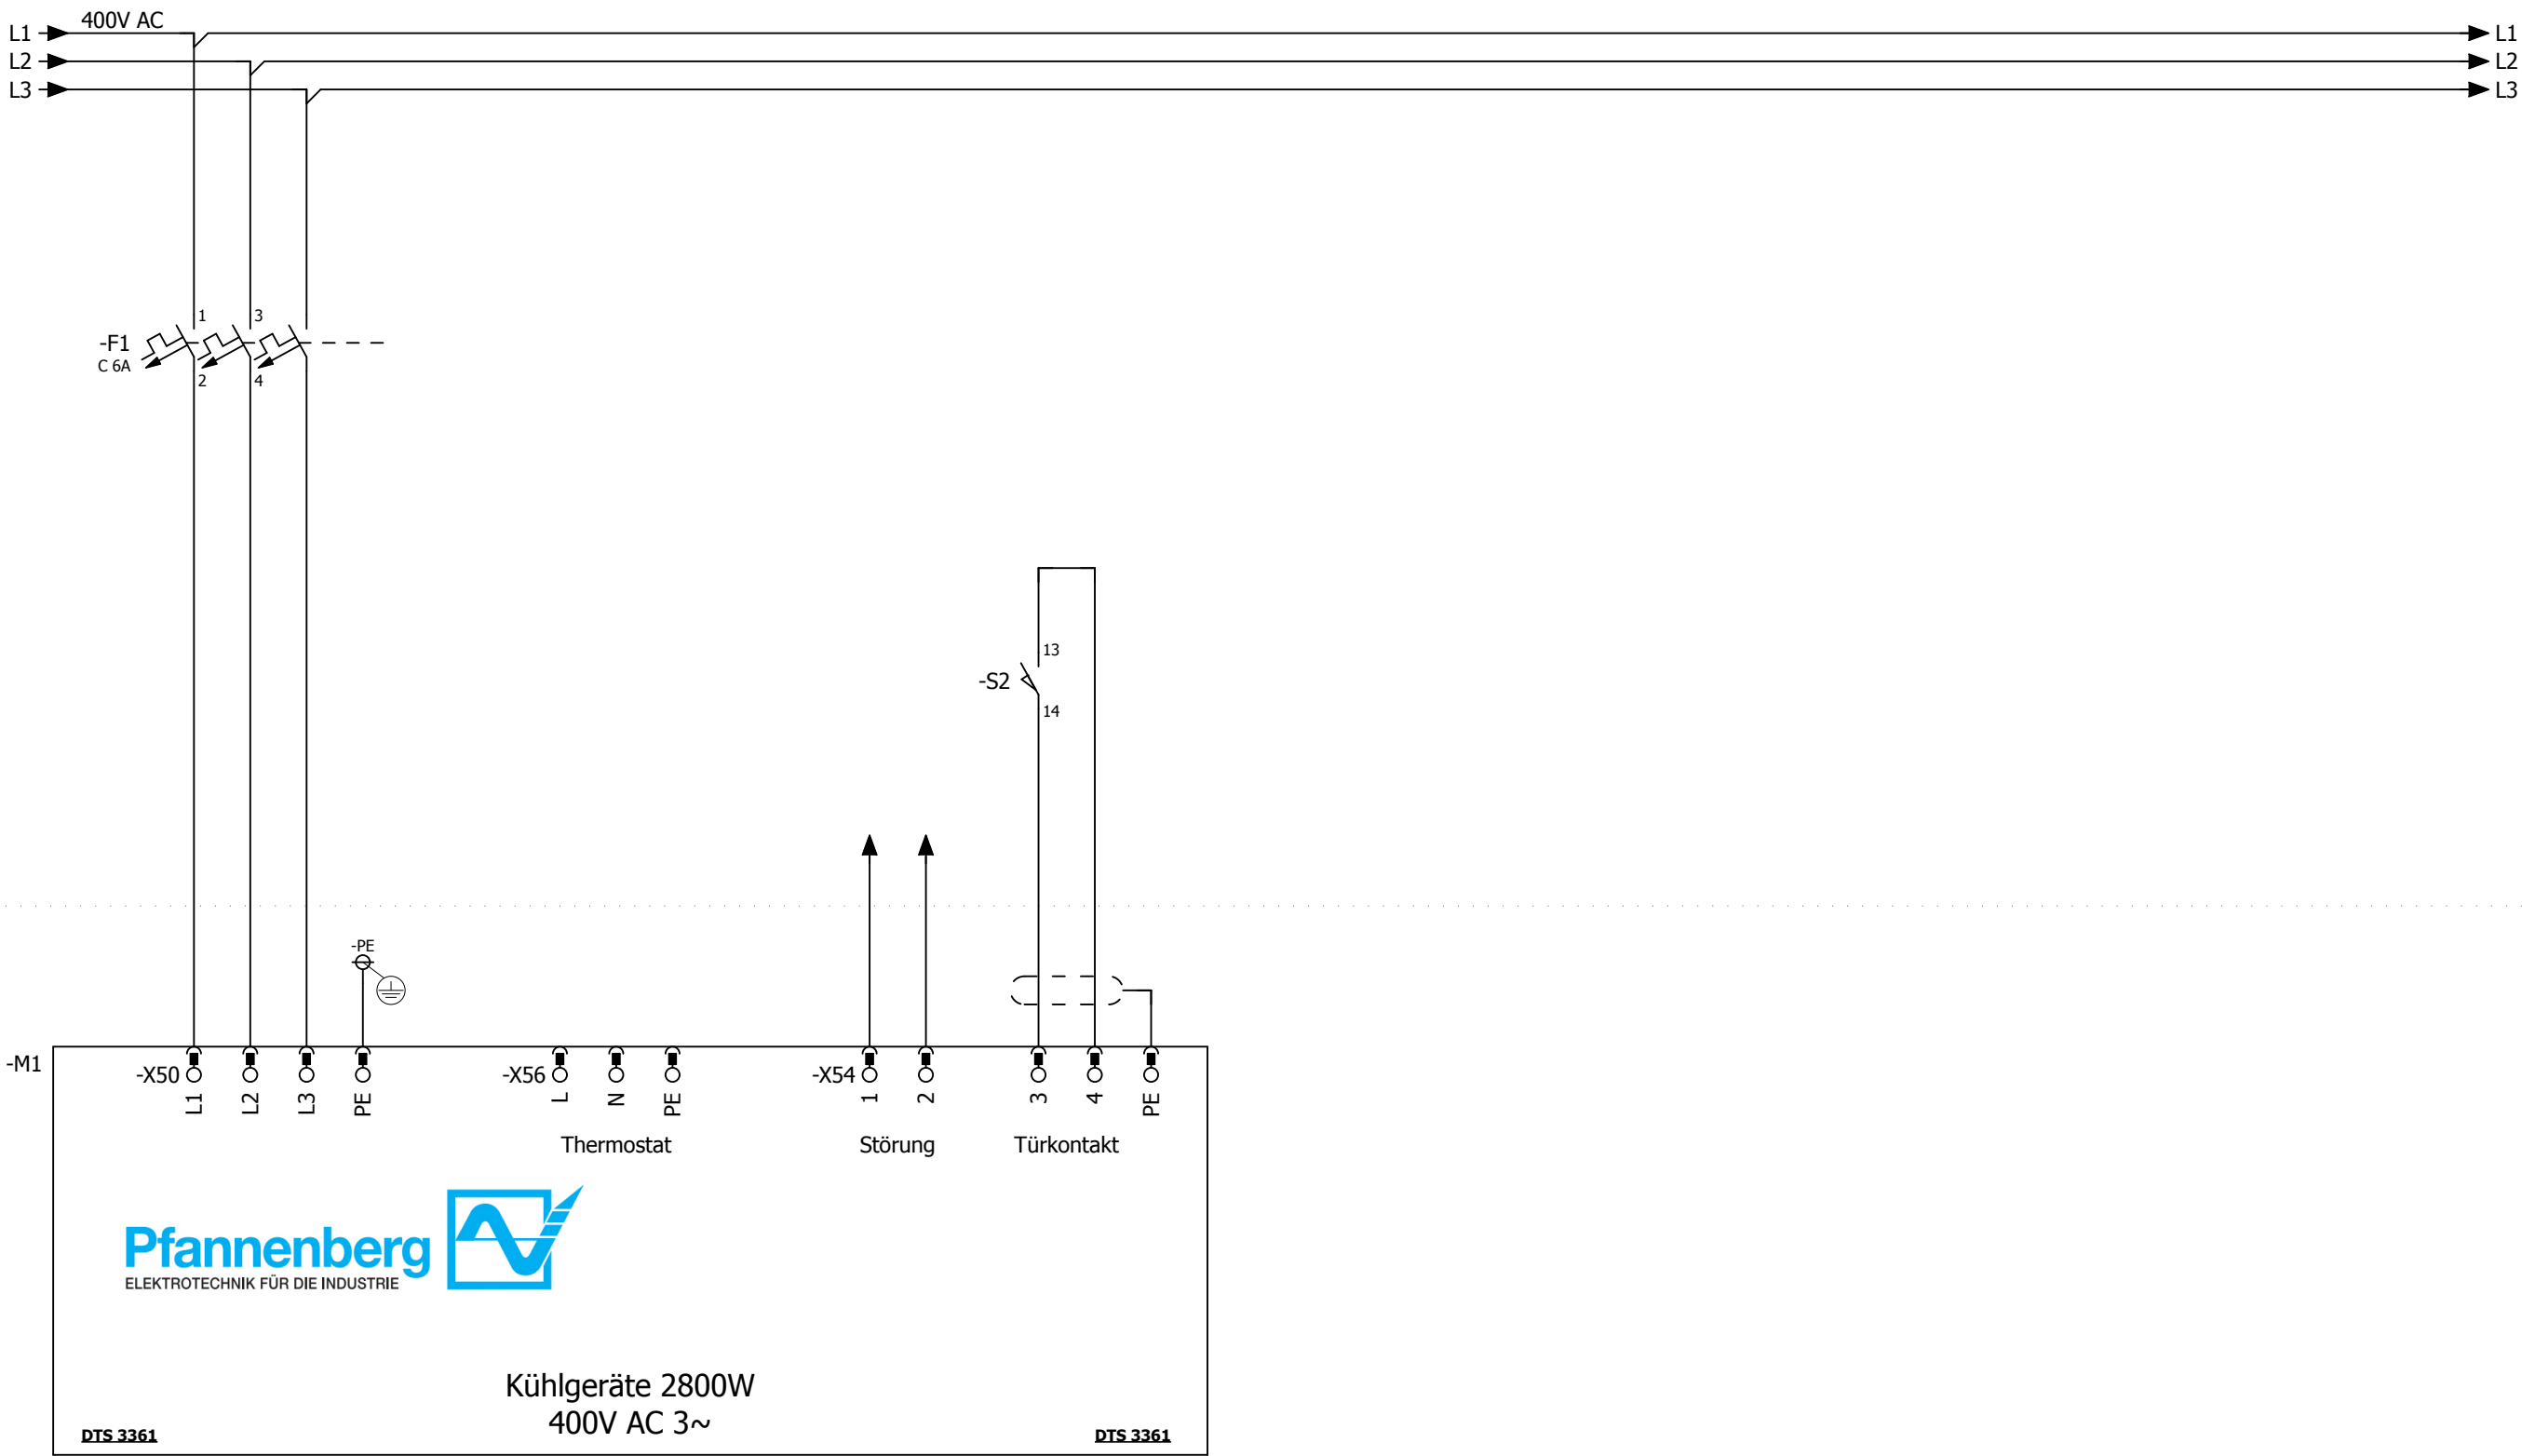 400V AC
L1 L1
L2 L2
L3 L3
1 3
-F1
C 6A
2 4
13
-S2
14
-PE
-M1
-X50 -X56 -X54
L1 L2 L3 PE L N PE 1 2 3 4 PE
Thermostat Störung Türkontakt
Pfannenberg
ELEKTROTECHNIK FÜR DIE INDUSTRIE
Kühlgeräte 2800W
400V AC 3~
DTS 3361 DTS 3361